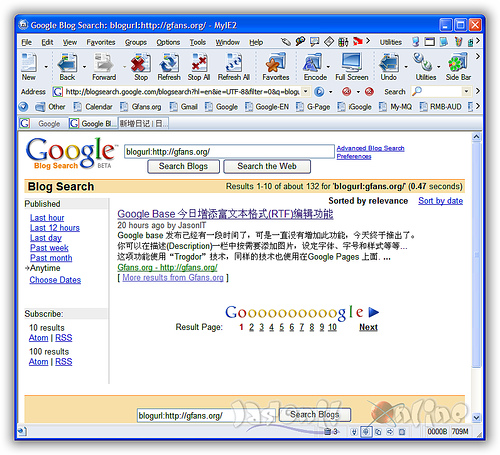 Google Blog Search: blogurl:http://gfans.org/ - MyIE2
File Edit View Favorites Groups Options Tools Window Help Utilities
New Back Forward Stop Refresh Stop All Refresh All Favorites Encode Full Screen Undo Utilities Side Bar
Address http://blogsearch.google.com/blogsearch?hl=en&ie=UTF-8&filter=0&q=blogu Search
Other Calendar Gfans.org Gmail Google Google-EN G-Page iGoogle My-MQ RMB-AUD
Google Google Bl... 新增日记 | 日...
Google
Blog Search BETA
blogurl:http://gfans.org/
Advanced Blog Search
Preferences
Search Blogs Search the Web
Blog Search Results 1-10 of about 132 for 'blogurl:gfans.org/' (0.47 seconds)
Sorted by relevance Sort by date
Published
Last hour
Last 12 hours
Last day
Past week
Past month
Anytime
Choose Dates
Subscribe:
10 results
Atom | RSS
100 results
Atom | RSS
Google Base 今日增添富文本格式(RTF)编辑功能
20 hours ago by JasonIT
Google base 发布己经有一段时间了，可是一直没有增加此功能，今天终于推出了。
你可以在描述(Description)一栏中按需要添加图片，设定字体、字号和样式等等...
这项功能使用“Trogdor”技术，同样的技术也使用在Google Pages 上面. ...
Gfans.org - http://gfans.org/
[ More results from Gfans.org ]
Goooooooooogle
Result Page: 1 2 3 4 5 6 7 8 9 10 Next
blogurl:http://gfans.org/ Search Blogs
JasonIT Online
0000B 709M